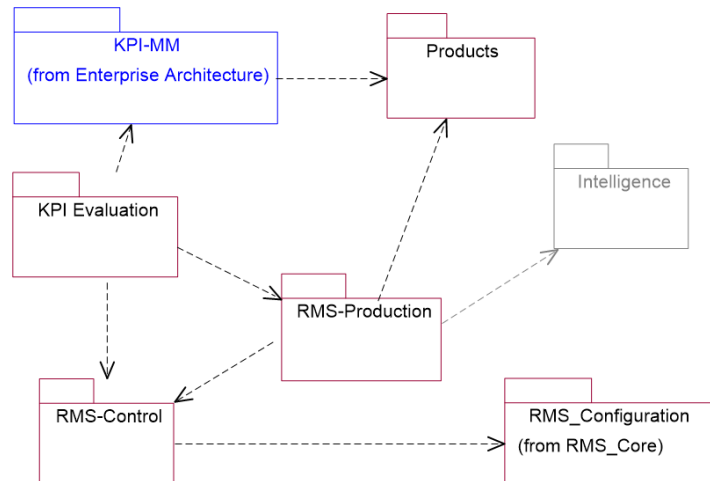 KPI-MM
(from Enterprise Architecture)
Products
Intelligence
KPI Evaluation
RMS-Production
RMS-Control
RMS_Configuration
(from RMS_Core)